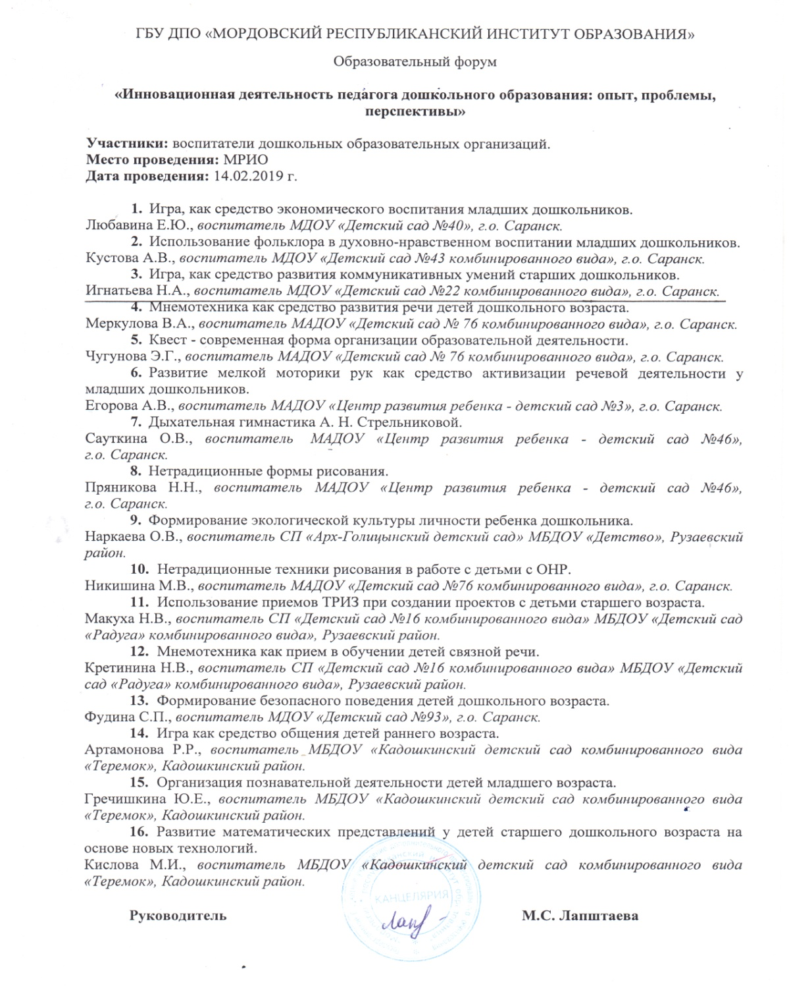 ГБУ ДПО «МОРДОВСКИЙ РЕСПУБЛИКАНСКИЙ ИНСТИТУТ ОБРАЗОВАНИЯ»
Образовательный форум
«Инновационная деятельность педагога дошкольного образования: опыт, проблемы,
перспективы»
Участники: воспитатели дошкольных образовательных организаций.
Место проведения: МРИО
Дата проведения: 14.02.2019 г.
1. Игра, как средство экономического воспитания младших дошкольников.
Любавина Е.Ю., воспитатель МДОУ «Детский сад №40», г.о. Саранск.
2. Использование фольклора в духовно-нравственном воспитании младших дошкольников.
Кустова А.В., воспитатель МДОУ «Детский сад №43 комбинированного вида», г.о. Саранск.
3. Игра, как средство развития коммуникативных умений старших дошкольников.
Игнатьева Н.А., воспитатель МДОУ «Детский сад №22 комбинированного вида», г.о. Саранск.
4. Мнемотехника как средство развития речи детей дошкольного возраста.
Меркулова В.А., воспитатель МАДОУ «Детский сад № 76 комбинированного вида», г.о. Саранск.
5. Квест - современная форма организации образовательной деятельности.
Чугунова Э.Г., воспитатель МАДОУ «Детский сад № 76 комбинированного вида», г.о. Саранск.
6. Развитие мелкой моторики рук как средство активизации речевой деятельности у
младших дошкольников.
Егорова А.В., воспитатель МАДОУ «Центр развития ребенка - детский сад №3», г.о. Саранск.
7. Дыхательная гимнастика А. Н. Стрельниковой.
Сауткина О.В., воспитатель МАДОУ «Центр развития ребенка - детский сад №46»,
г.о. Саранск.
8. Нетрадиционные формы рисования.
Пряникова Н.Н., воспитатель МАДОУ «Центр развития ребенка - детский сад №46»,
г.о. Саранск.
9. Формирование экологической культуры личности ребенка дошкольника.
Наркаева О.В., воспитатель СП «Арх-Голицынский детский сад» МБДОУ «Детство», Рузаевский
район.
10. Нетрадиционные техники рисования в работе с детьми с ОНР.
Никишина М.В., воспитатель МАДОУ «Детский сад №76 комбинированного вида», г.о. Саранск.
11. Использование приемов ТРИЗ при создании проектов с детьми старшего возраста.
Макуха Н.В., воспитатель СП «Детский сад №16 комбинированного вида» МБДОУ «Детский сад
«Радуга» комбинированного вида», Рузаевский район.
12. Мнемотехника как прием в обучении детей связной речи.
Кретинина Н.В., воспитатель СП «Детский сад №16 комбинированного вида» МБДОУ «Детский
сад «Радуга» комбинированного вида», Рузаевский район.
13. Формирование безопасного поведения детей дошкольного возраста.
Фудина С.П., воспитатель МДОУ «Детский сад №93», г.о. Саранск.
14. Игра как средство общения детей раннего возраста.
Артамонова Р.Р., воспитатель МБДОУ «Кадошкинский детский сад комбинированного вида
«Теремок», Кадошкинский район.
15. Организация познавательной деятельности детей младшего возраста.
Гречишкина Ю.Е., воспитатель МБДОУ «Кадошкинский детский сад комбинированного вида
«Теремок», Кадошкинский район.
16. Развитие математических представлений у детей старшего дошкольного возраста на
основе новых технологий.
Кислова М.И., воспитатель МБДОУ «Кадошкинский детский сад комбинированного вида
«Теремок», Кадошкинский район.
КАНЦЕЛЯРИЯ
Руководитель М.С. Лапштаева